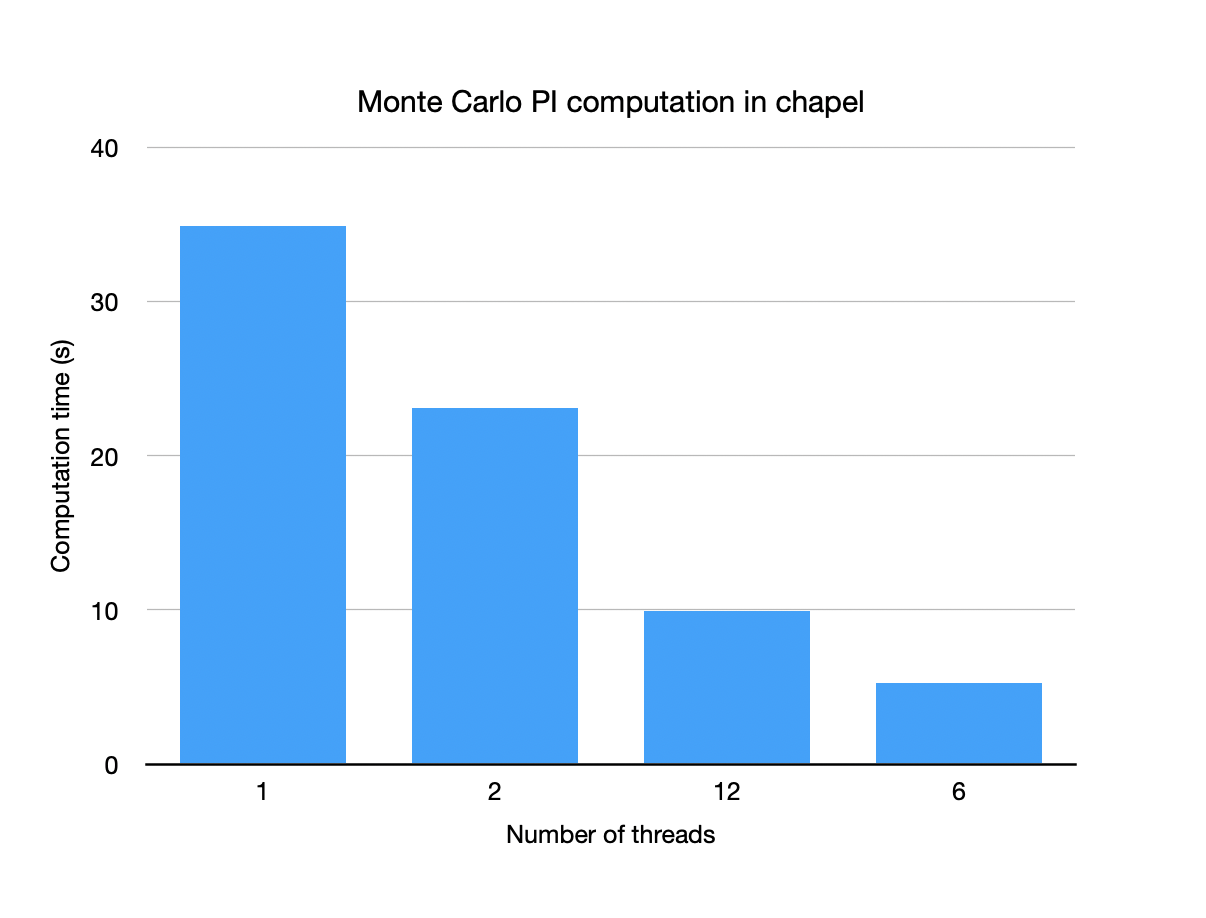 Monte Carlo PI computation in chapel
40
30
20
10
0
Computation time (s)
1 2 12 6
Number of threads